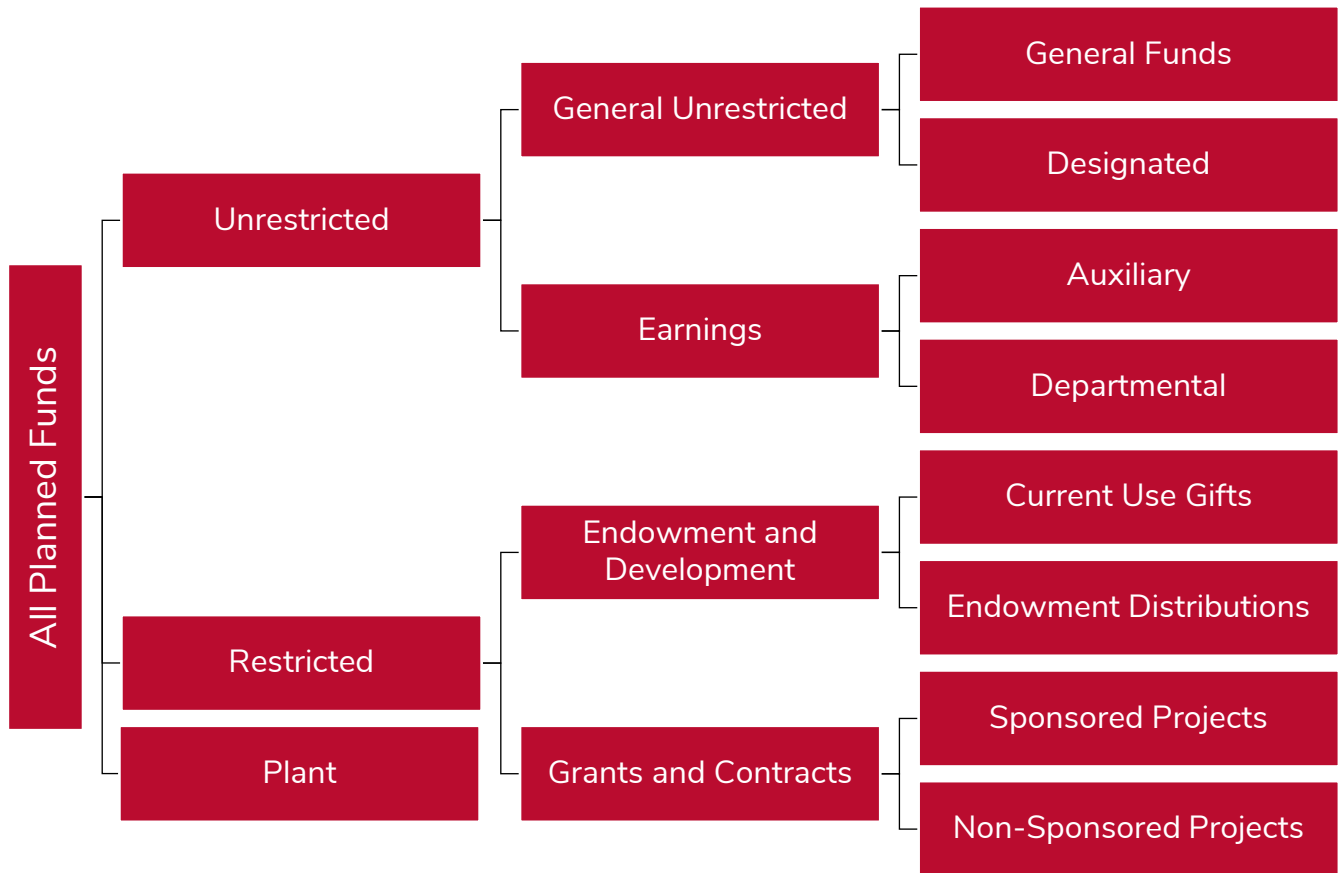 All Planned Funds
Unrestricted
General Unrestricted
General Funds
Designated
Earnings
Auxiliary
Departmental
Restricted
Endowment and
Development
Current Use Gifts
Endowment Distributions
Grants and Contracts
Sponsored Projects
Non-Sponsored Projects
Plant